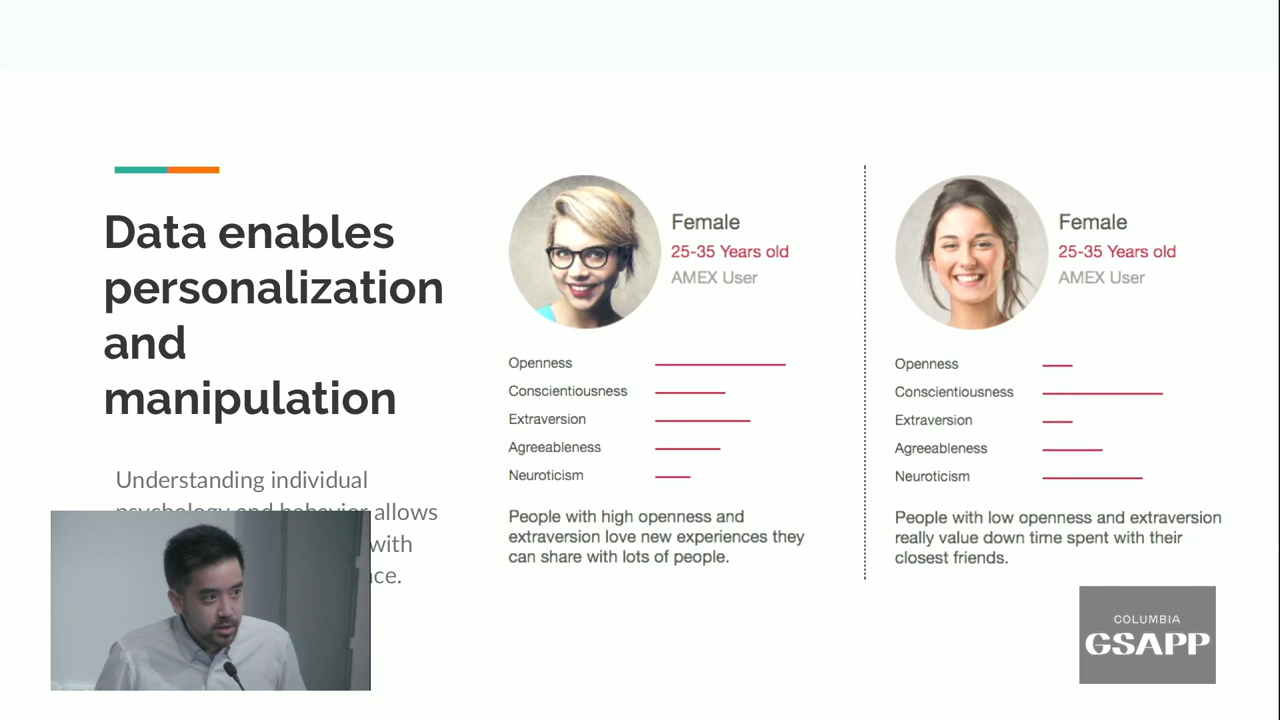 Data enables
personalization
and
manipulation
Understanding individual
psychology and behavior allows
with
Female
25-35 Years old
AMEX User
Openness
Conscientiousness
Extraversion
Agreeableness
Neuroticism
People with high openness and
extraversion love new experiences they
can share with lots of people.
Female
25-35 Years old
AMEX User
Openness
Conscientiousness
Extraversion
Agreeableness
Neuroticism
People with low openness and extraversion
really value down time spent with their
closest friends.
COLUMBIA
GSAPP